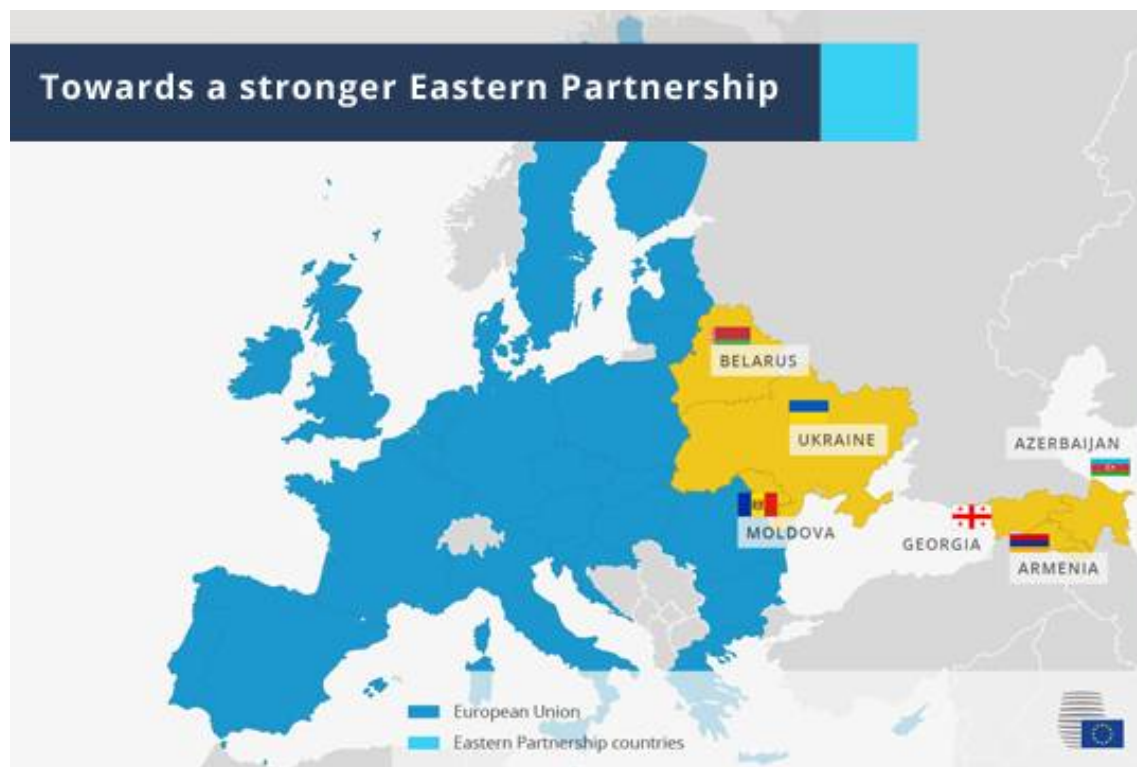 Towards a stronger Eastern Partnership
BELARUS
UKRAINE
AZERBAIJAN
MOLDOVA
GEORGIA
ARMENIA
European Union
Eastern Partnership countries